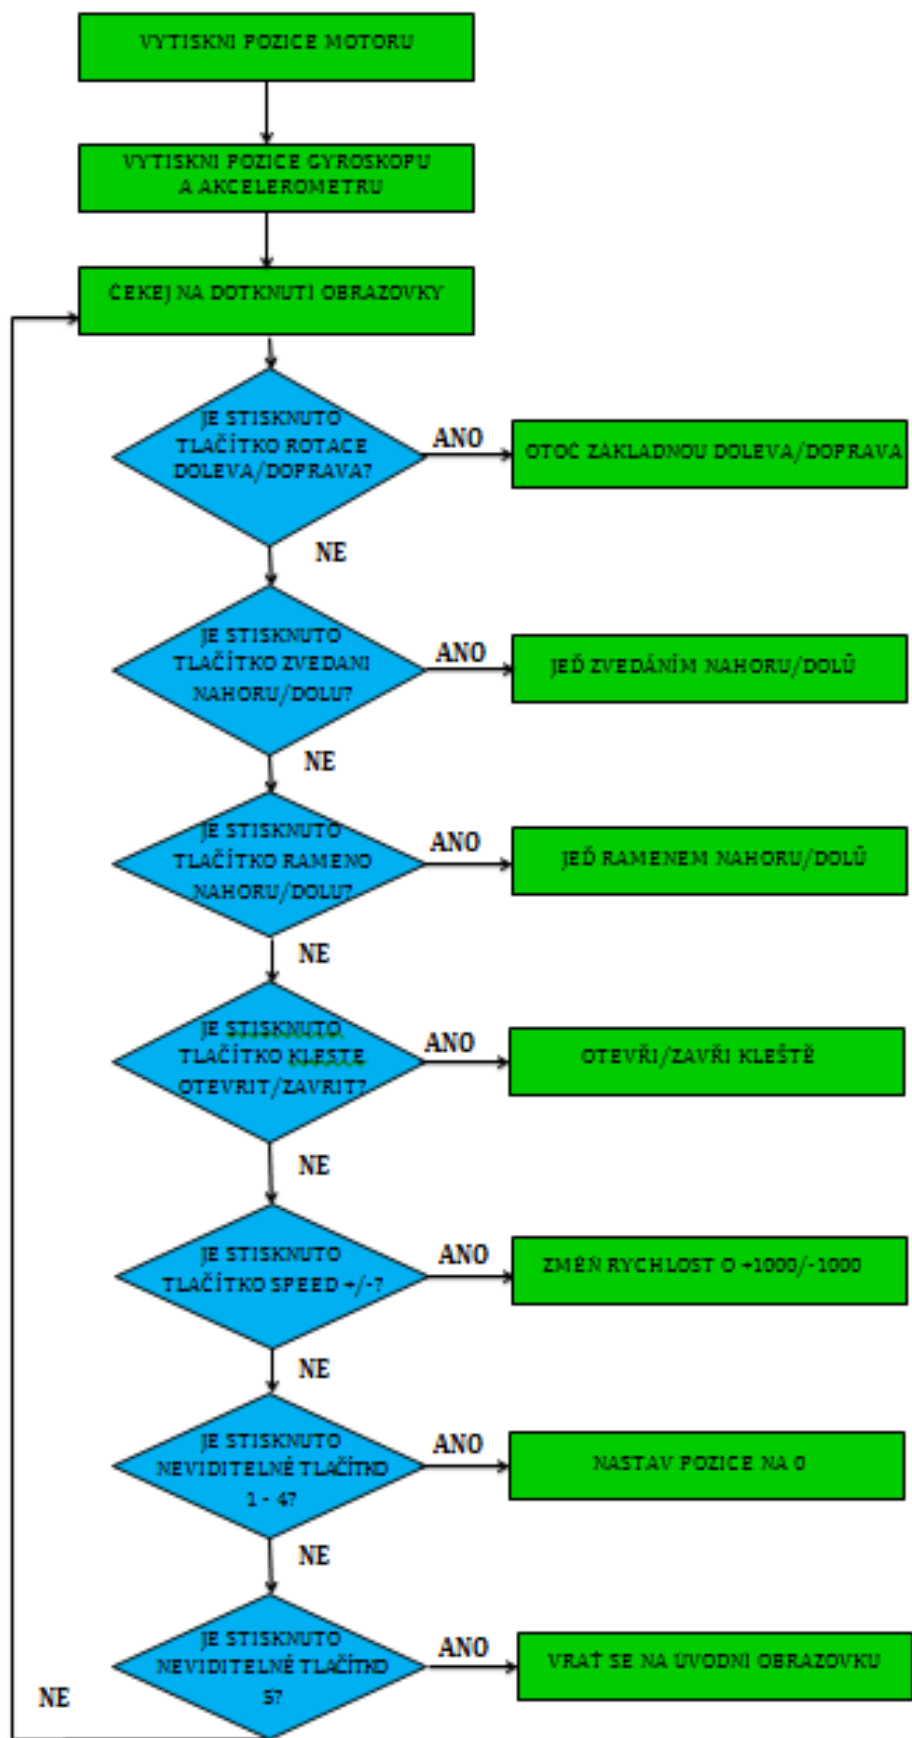 VYTISKNI POZICE MOTORU
VYTISKNI POZICE GYROSKOPU
A AKCELEROMETRU
ČEKEJ NA DOTKNUTÍ OBRAZOVKY
JE STISKNUTO
TLAČÍTKO ROTACE
DOLEVA/DOPRAVA?
ANO
OTOČ ZÁKLADNOU DOLEVA/DOPRAVA
NE
JE STISKNUTO
TLAČÍTKO ZVEDANI
NAHORU/DOLU?
ANO
JEĎ ZVEDÁNÍM NAHORU/DOLŮ
NE
JE STISKNUTO
TLAČÍTKO RAMENO
NAHORU/DOLU?
ANO
JEĎ RAMENEM NAHORU/DOLŮ
NE
JE STISKNUTO
TLAČÍTKO KLESTE
OTEVRIT/ZAVRIT?
ANO
OTEVŘI/ZAVŘI KLEŠTĚ
NE
JE STISKNUTO
TLAČÍTKO SPEED +/-?
ANO
ZMĚŇ RYCHLOST O +1000/-1000
NE
JE STISKNUTO
NEVIDITELNÉ TLAČÍTKO
1 - 4?
ANO
NASTAV POZICE NA 0
NE
JE STISKNUTO
NEVIDITELNÉ TLAČÍTKO
5?
ANO
VRAŤ SE NA ÚVODNÍ OBRAZOVKU
NE